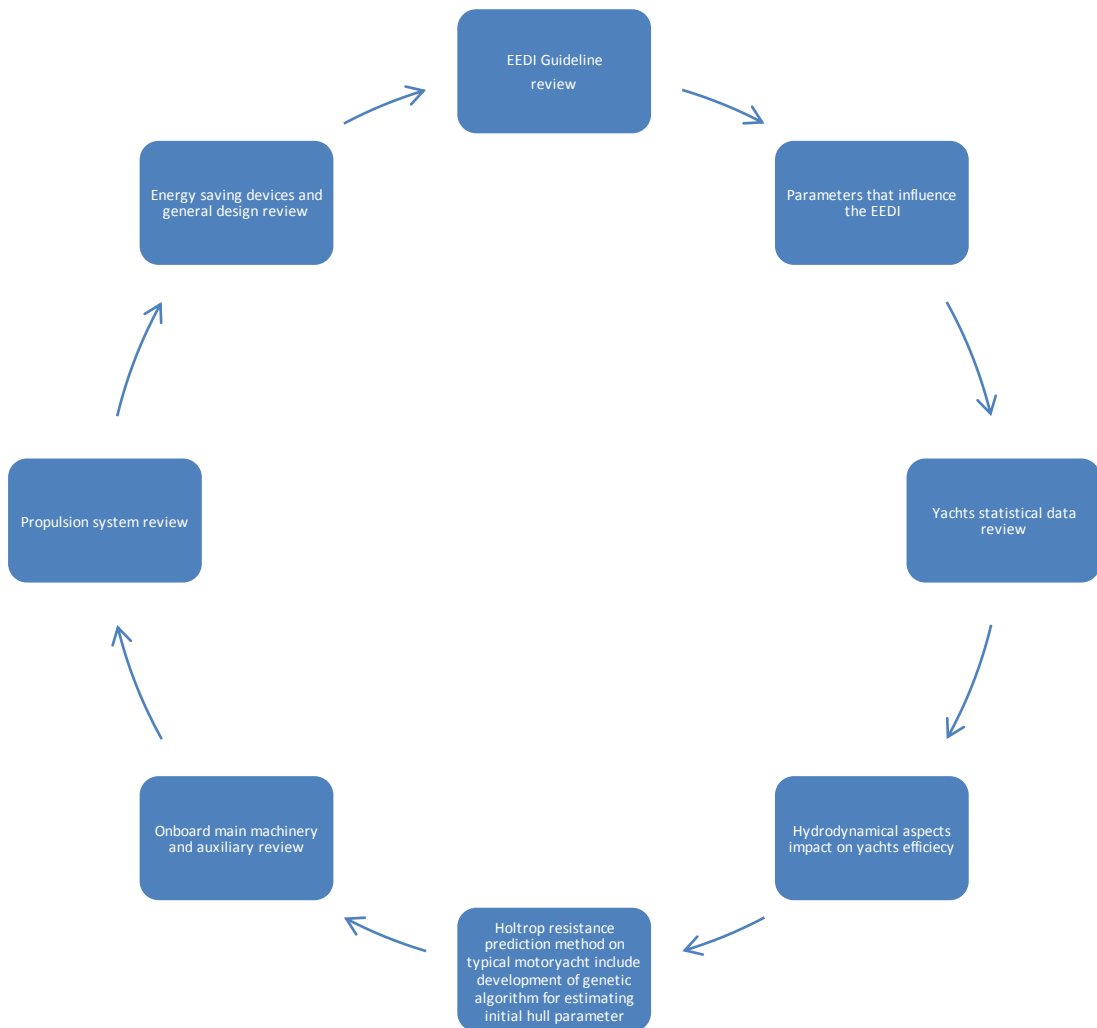 EEDI Guideline
review
Parameters that influence
the EEDI
Yachts statistical data
review
Hydrodynamical aspects
impact on yachts efficiecy
Holtrop resistance
prediction method on
typical motoryacht include
development of genetic
algorithm for estimating
initial hull parameter
Onboard main machinery
and auxiliary review
Propulsion system review
Energy saving devices and
general design review